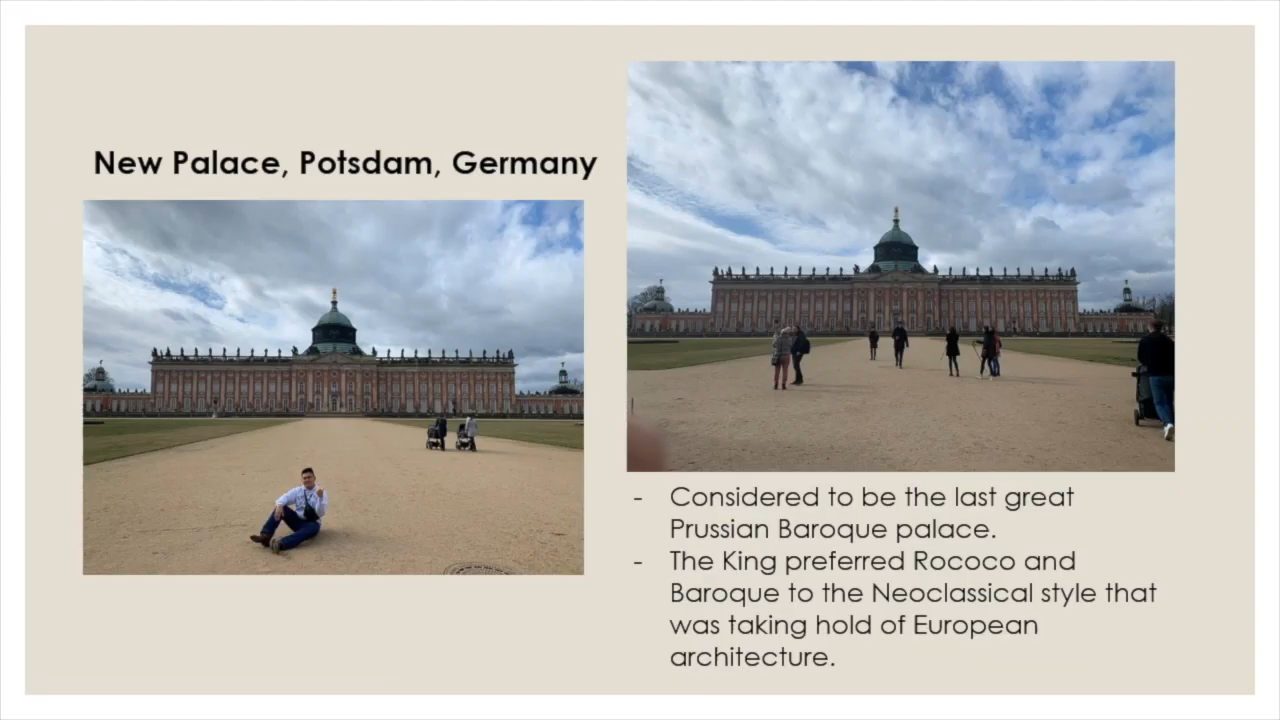 New Palace, Potsdam, Germany
- Considered to be the last great
Prussian Baroque palace.
- The King preferred Rococo and
Baroque to the Neoclassical style that
was taking hold of European
architecture.